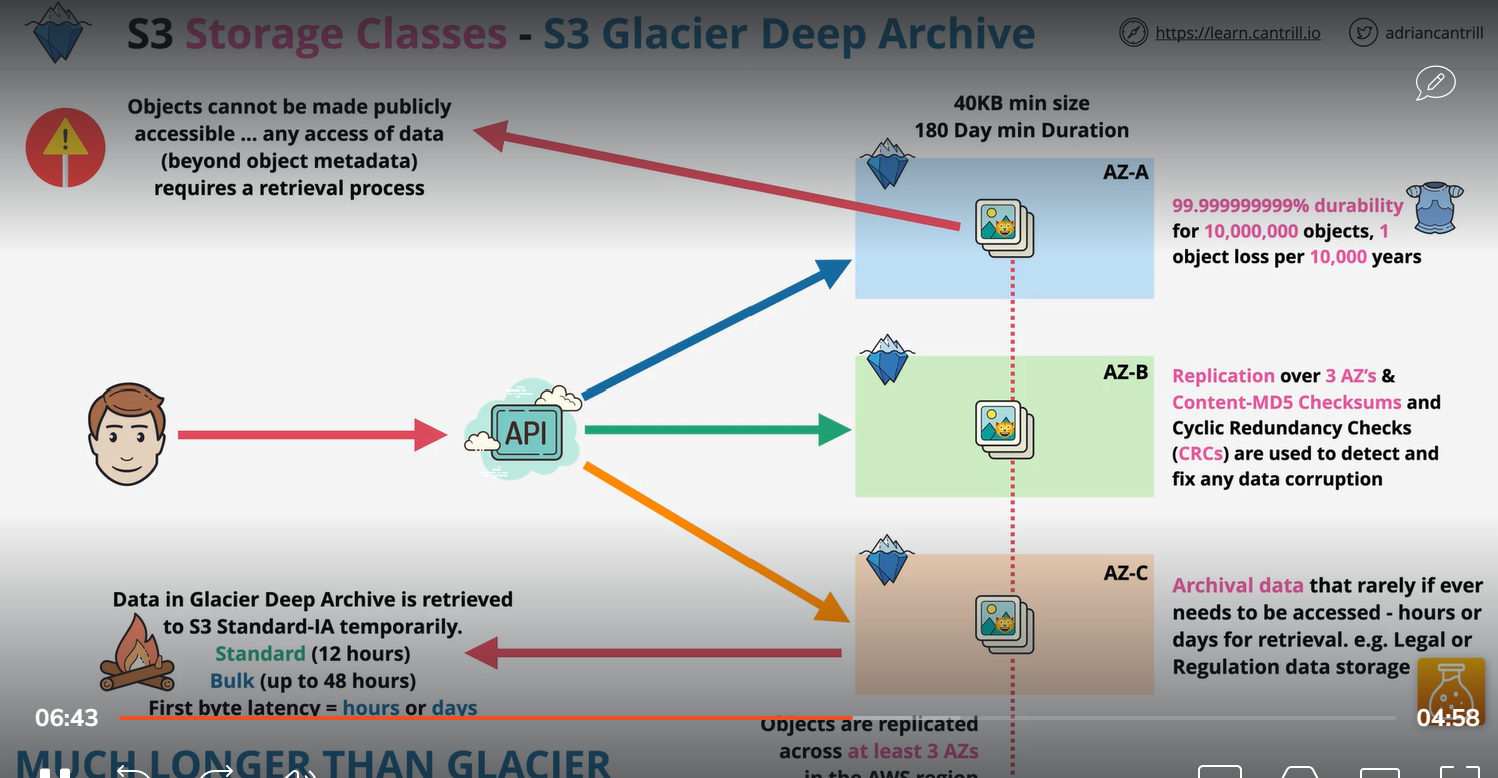 S3 Storage Classes - S3 Glacier Deep Archive
https://learn.cantrill.io
adriancantrill
Objects cannot be made publicly
accessible ... any access of data
(beyond object metadata)
requires a retrieval process
40KB min size
180 Day min Duration
AZ-A
99.999999999% durability
for 10,000,000 objects, 1
object loss per 10,000 years
API
AZ-B
Replication over 3 AZ's &
Content-MD5 Checksums and
Cyclic Redundancy Checks
(CRCs) are used to detect and
fix any data corruption
AZ-C
Archival data that rarely if ever
needs to be accessed - hours or
days for retrieval. e.g. Legal or
Regulation data storage
Data in Glacier Deep Archive is retrieved
to S3 Standard-IA temporarily.
Standard (12 hours)
Bulk (up to 48 hours)
First byte latency = hours or days
06:43
04:58
Objects are replicated
across at least 3 AZs
in the AWS region
MUCH LONGER THAN GLACIER